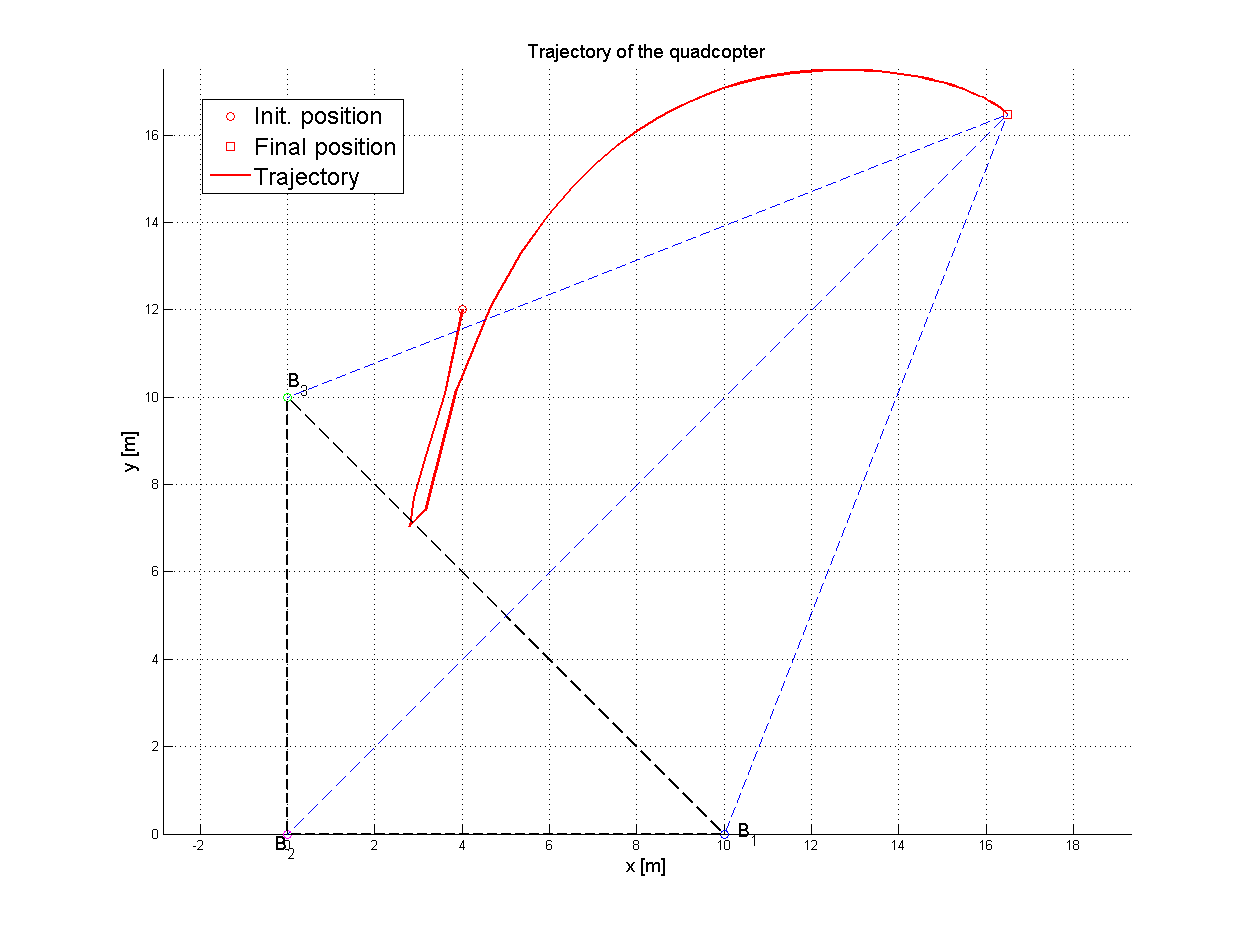 Trajectory of the quadcopter
Init. position
Final position
Trajectory
16
14
12
10
8
6
4
2
0
y [m]
B3
B1
B2
-2 2 4 6 8 10 12 14 16 18
x [m]